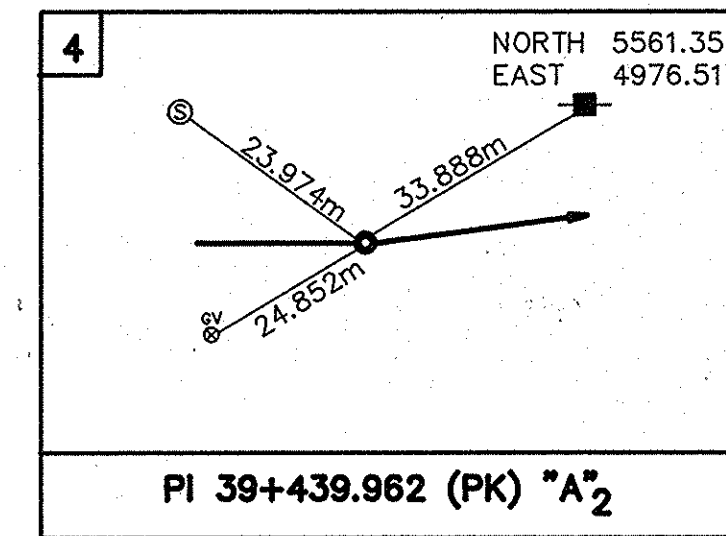 4
NORTH 5561.35
EAST 4976.51
S
23.974m
33.888m
GV
24.852m
PI 39+439.962 (PK) "A"2